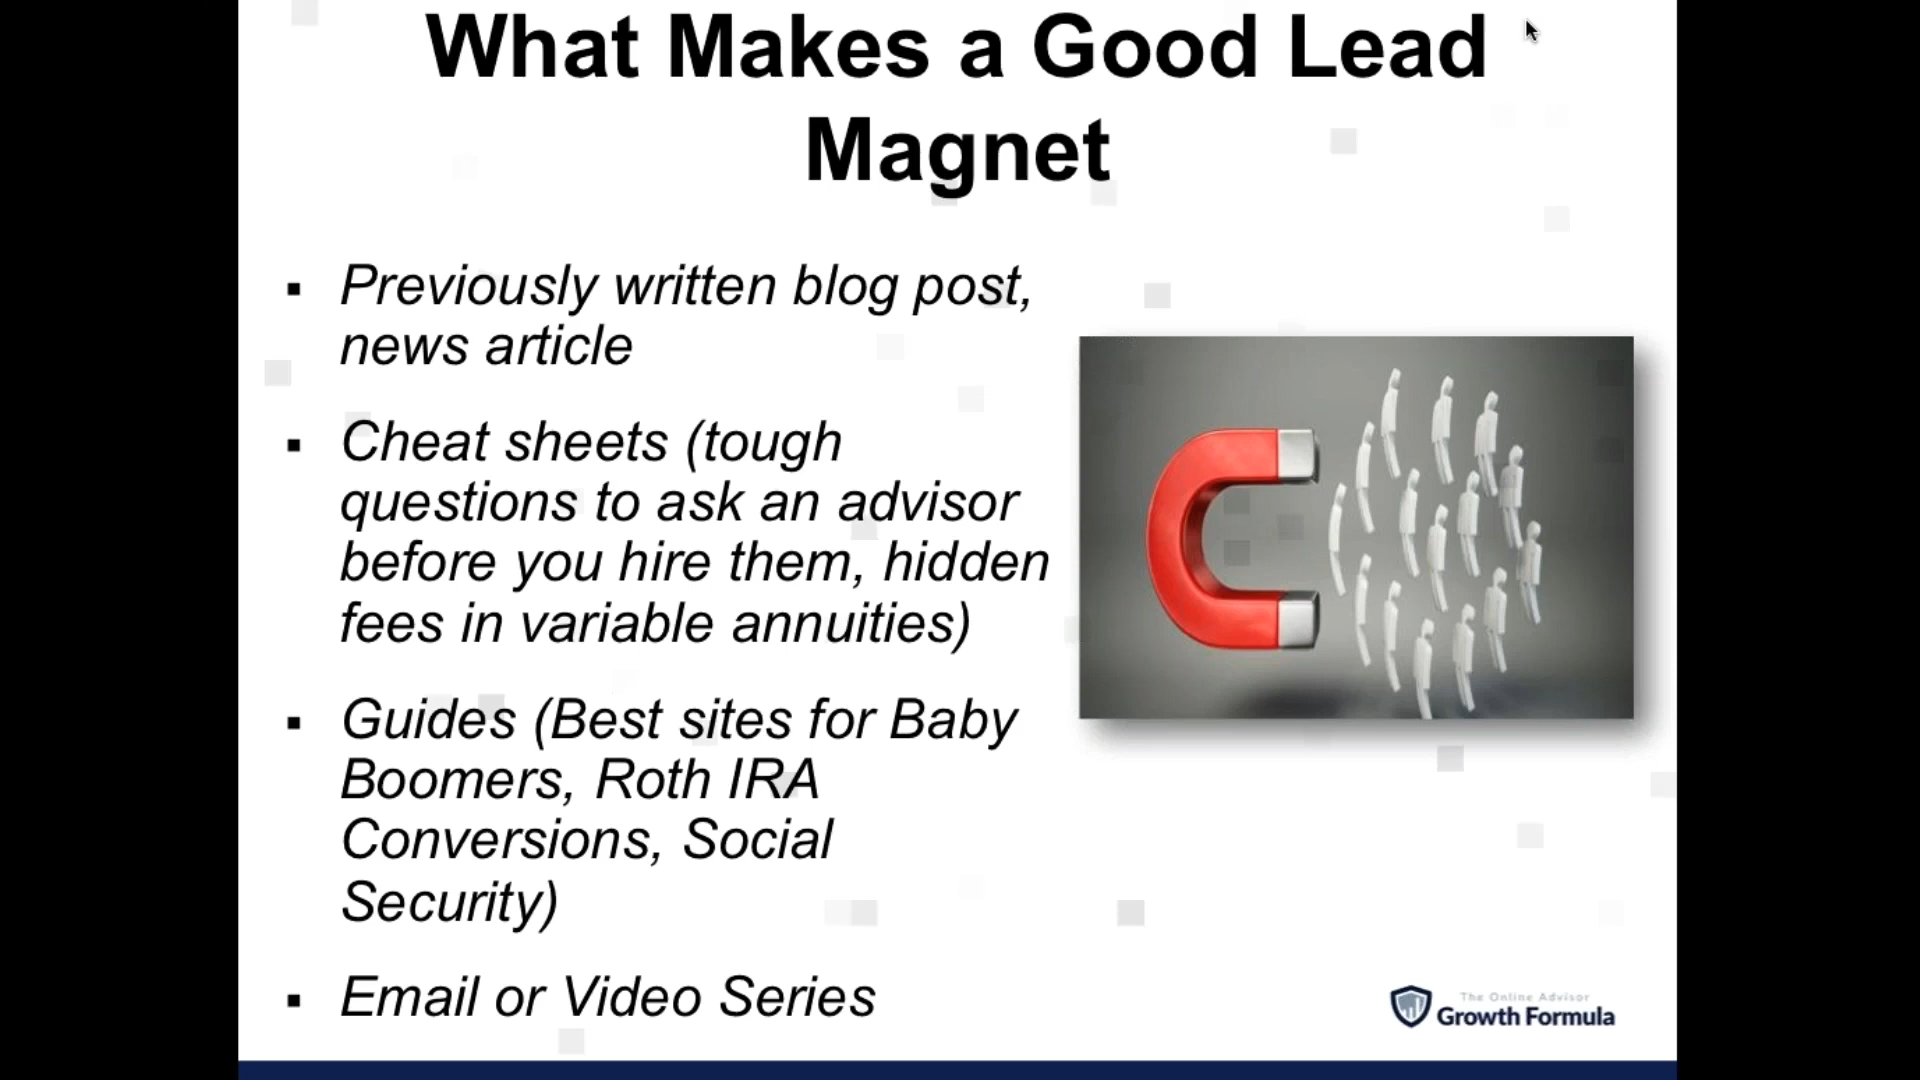 What Makes a Good Lead
Magnet
▪ Previously written blog post,
news article
▪ Cheat sheets (tough
questions to ask an advisor
before you hire them, hidden
fees in variable annuities)
▪ Guides (Best sites for Baby
Boomers, Roth IRA
Conversions, Social
Security)
▪ Email or Video Series
The Online Advisor
Growth Formula